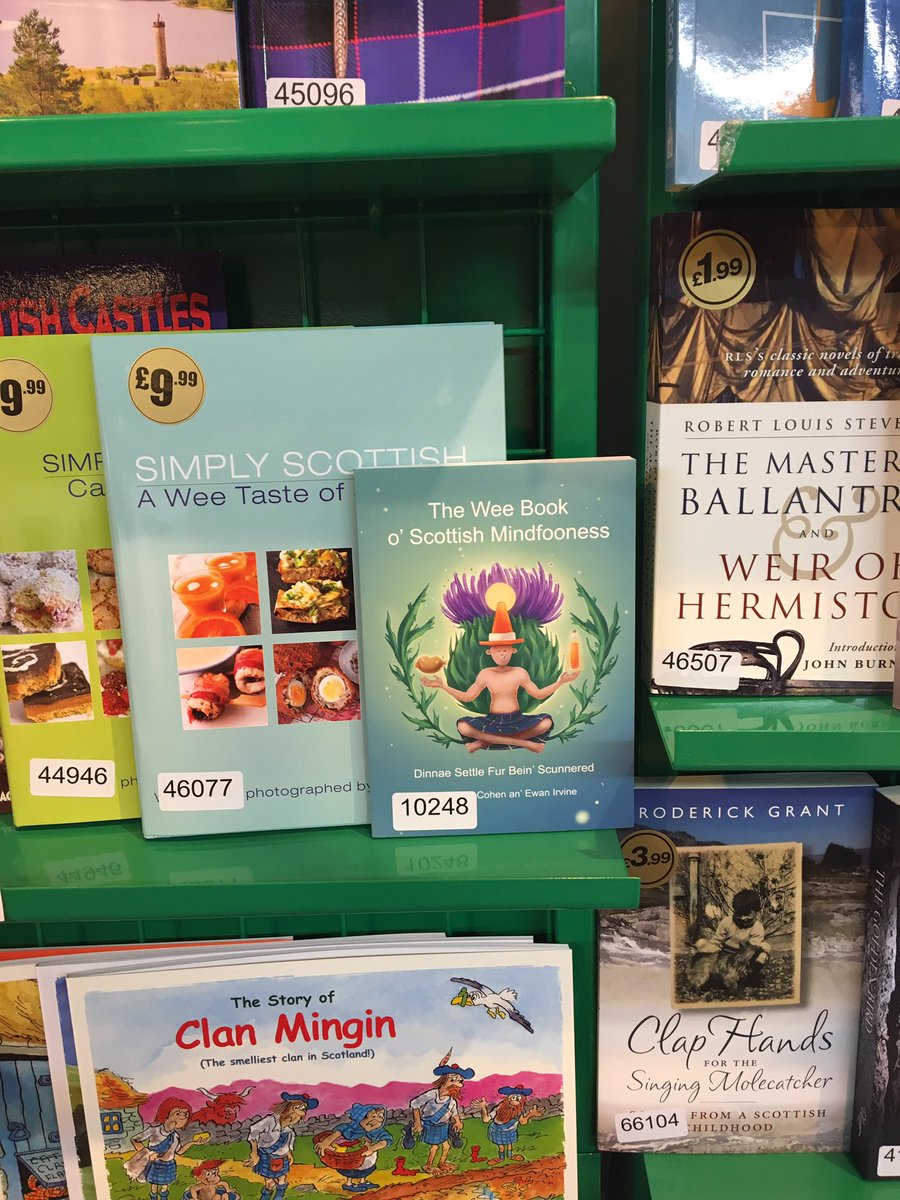 45096
TISH CASTLES
9.99
SIMP
Ca
44946
ph
£9.99
SIMPLY SCOTTISH
A Wee Taste of
46077
photographed by
The Wee Book
o' Scottish Mindfooness
Dinnae Settle Fur Bein' Scunnered
Cohen an' Ewan Irvine
10248
£1.99
RLS's classic novels of tr
romance and adventur
ROBERT LOUIS STEVE
THE MASTER
BALLANTR
AND
&
WEIR OF
HERMISTO
Introduction
JOHN BURN
46507
RODERICK GRANT
£3.99
Clap Hands
FOR THE
Singing Molecatcher
FROM A SCOTTISH
CHILDHOOD
66104
The Story of
Clan Mingin
(The smelliest clan in Scotland!)